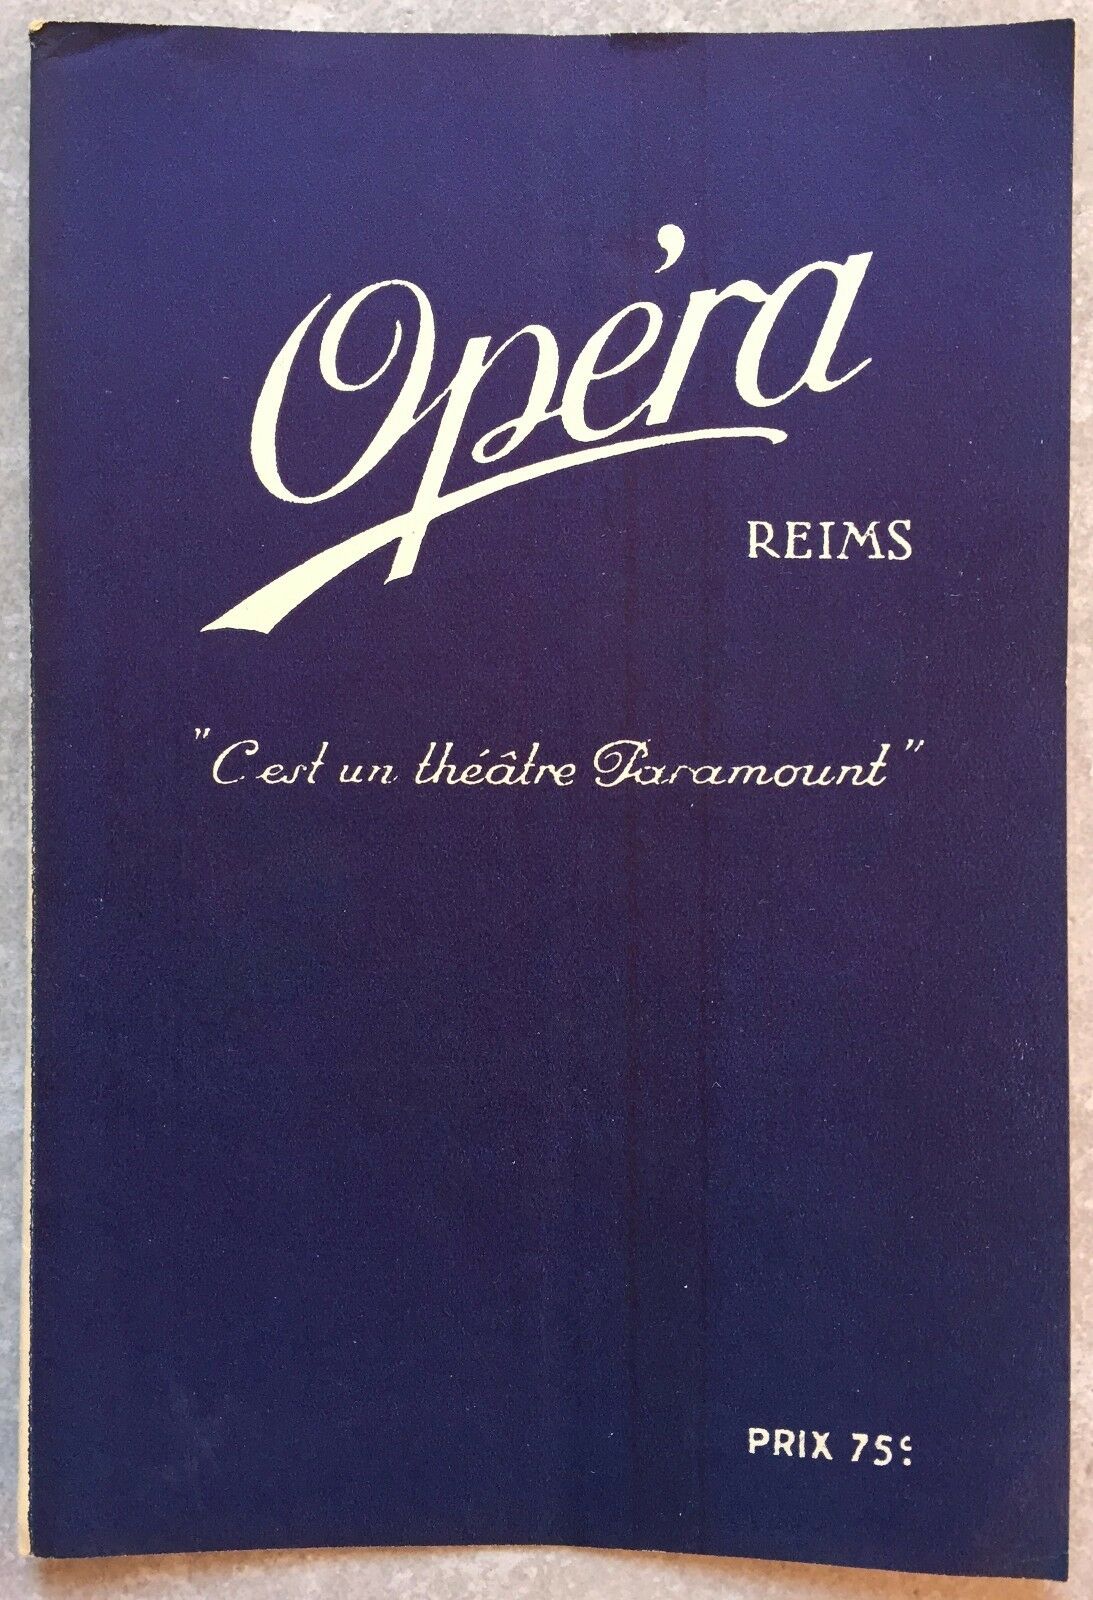 Opéra
REIMS
"C'est un théâtre Paramount"
PRIX 75c.